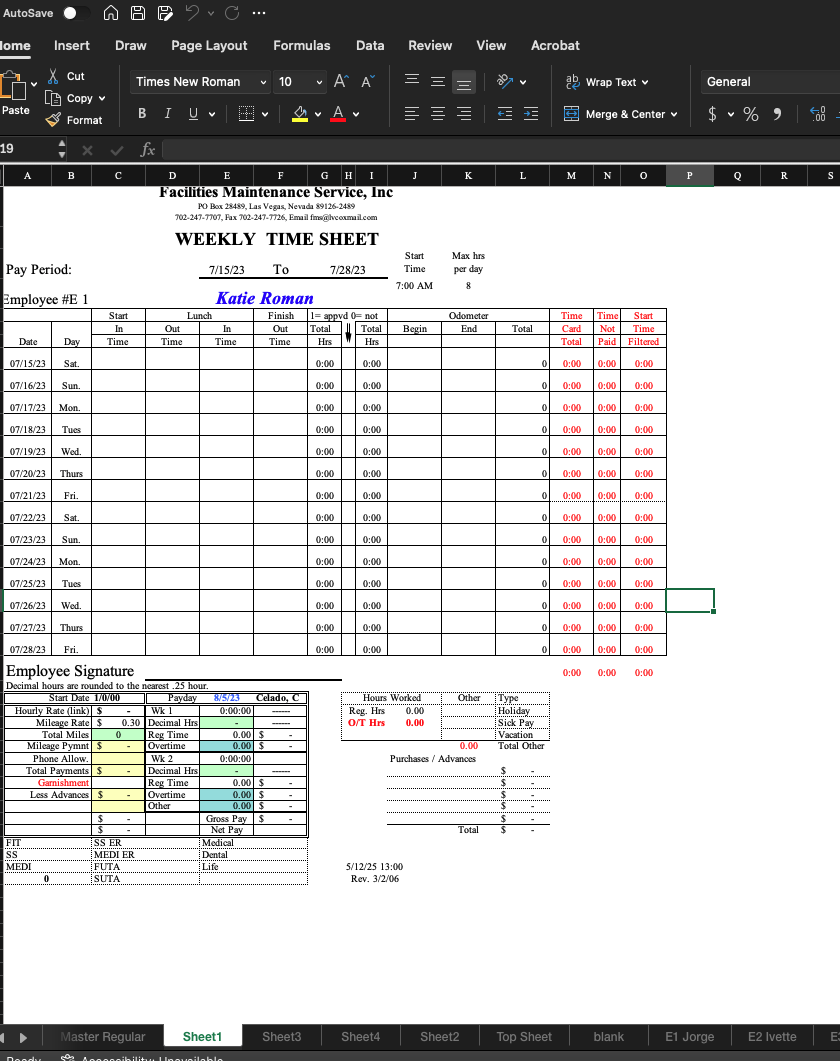 AutoSave
Home Insert Draw Page Layout Formulas Data Review View Acrobat
Paste Cut Copy Format Times New Roman 10 A A Wrap Text General
B I U A Merge & Center $ % 9 .00
19 fx
A B C D E F G H I J K L M N O P Q R S
Facilities Maintenance Service, Inc
PO Box 28489, Las Vegas, Nevada 89126-2489
702-247-7707, Fax 702-247-7726, Email fms@lvcoxmail.com
WEEKLY TIME SHEET
Start Max hrs
Pay Period: 7/15/23 To 7/28/23 Time per day
7:00 AM 8
Employee #E 1 Katie Roman
Start Lunch Finish 1= appvd 0= not Odometer Time Time Start
In Out In Out Total Total Begin End Total Card Not Time
Date Day Time Time Time Time Hrs Hrs Total Paid Filtered
07/15/23 Sat. 0:00 0:00 0 0:00 0:00 0:00
07/16/23 Sun. 0:00 0:00 0 0:00 0:00 0:00
07/17/23 Mon. 0:00 0:00 0 0:00 0:00 0:00
07/18/23 Tues 0:00 0:00 0 0:00 0:00 0:00
07/19/23 Wed. 0:00 0:00 0 0:00 0:00 0:00
07/20/23 Thurs 0:00 0:00 0 0:00 0:00 0:00
07/21/23 Fri. 0:00 0:00 0 0:00 0:00 0:00
07/22/23 Sat. 0:00 0:00 0 0:00 0:00 0:00
07/23/23 Sun. 0:00 0:00 0 0:00 0:00 0:00
07/24/23 Mon. 0:00 0:00 0 0:00 0:00 0:00
07/25/23 Tues 0:00 0:00 0 0:00 0:00 0:00
07/26/23 Wed. 0:00 0:00 0 0:00 0:00 0:00
07/27/23 Thurs 0:00 0:00 0 0:00 0:00 0:00
07/28/23 Fri. 0:00 0:00 0 0:00 0:00 0:00
Employee Signature 0:00 0:00 0:00
Decimal hours are rounded to the nearest .25 hour.
Start Date 1/0/00 Payday 8/5/23 Celado, C Hours Worked Other Type
Hourly Rate (link) $ - Wk 1 0:00:00 ------ Reg. Hrs 0.00 Holiday
Mileage Rate $ 0.30 Decimal Hrs - ------ O/T Hrs 0.00 Sick Pay
Total Miles 0 Reg Time 0.00 $ - Vacation
Mileage Pymnt $ - Overtime 0.00 $ - 0.00 Total Other
Phone Allow. Wk 2 0:00:00 Purchases / Advances
Total Payments $ - Decimal Hrs - ------ $ -
Garnishment Reg Time 0.00 $ - $ -
Less Advances $ - Overtime 0.00 $ - $ -
Other 0.00 $ - $ -
$ - Gross Pay $ - $ -
$ - Net Pay Total $ -
FIT SS ER Medical
SS MEDI ER Dental
MEDI FUTA Life 5/12/25 13:00
0 SUTA Rev. 3/2/06
Master Regular Sheet1 Sheet3 Sheet4 Sheet2 Top Sheet blank E1 Jorge E2 Ivette E
Ready Accessibility: Unavailable